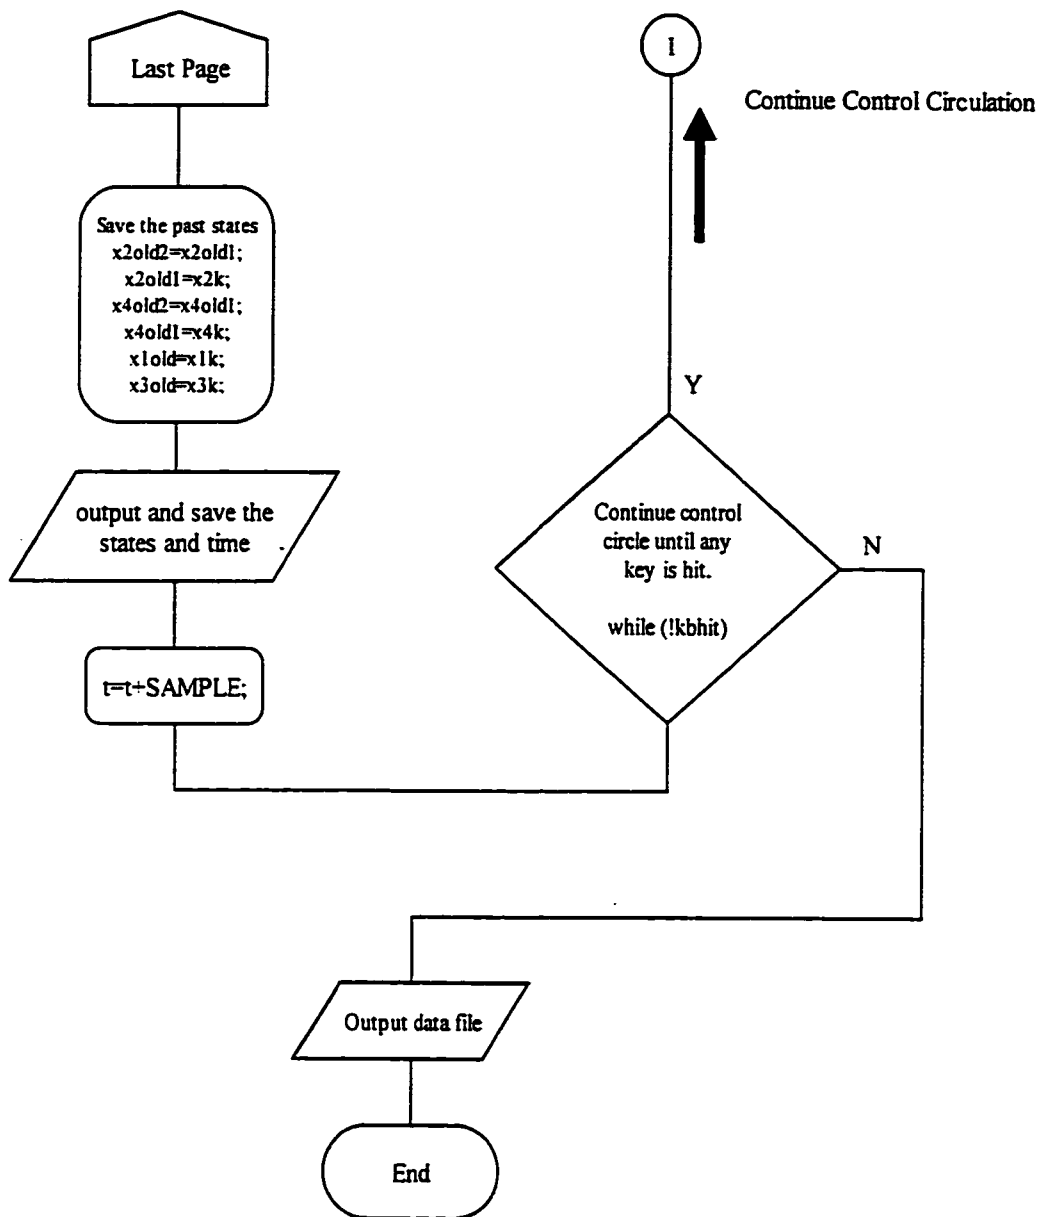 Last Page
Save the past states
x2old2=x2old1;
x2old1=x2k;
x4old2=x4old1;
x4old1=x4k;
x1old=x1k;
x3old=x3k;
output and save the
states and time
t=t+SAMPLE;
1
Continue Control Circulation
Y
Continue control
circle until any
key is hit.
while (!kbhit)
N
Output data file
End